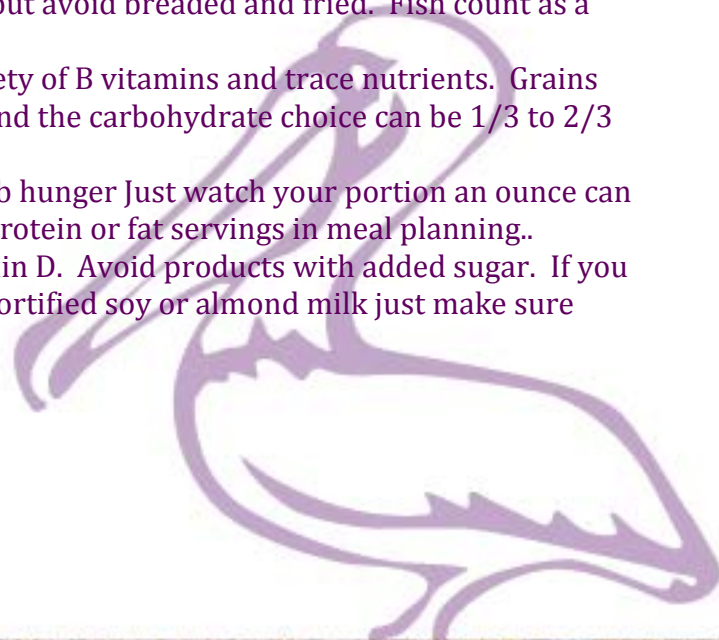 but avoid breaded and fried.  Fish count as a
ety of B vitamins and trace nutrients.  Grains
nd the carbohydrate choice can be 1/3 to 2/3
b hunger Just watch your portion an ounce can
rotein or fat servings in meal planning..
in D.  Avoid products with added sugar.  If you
ortified soy or almond milk just make sure